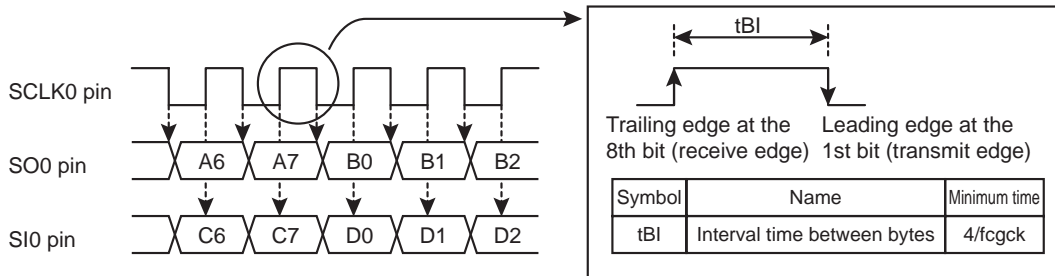 SCLK0 pin
SO0 pin
A6 A7 B0 B1 B2
SI0 pin
C6 C7 D0 D1 D2
tBI
Trailing edge at the
8th bit (receive edge)
Leading edge at the
1st bit (transmit edge)
Symbol Name Minimum time
tBI Interval time between bytes 4/fcgck